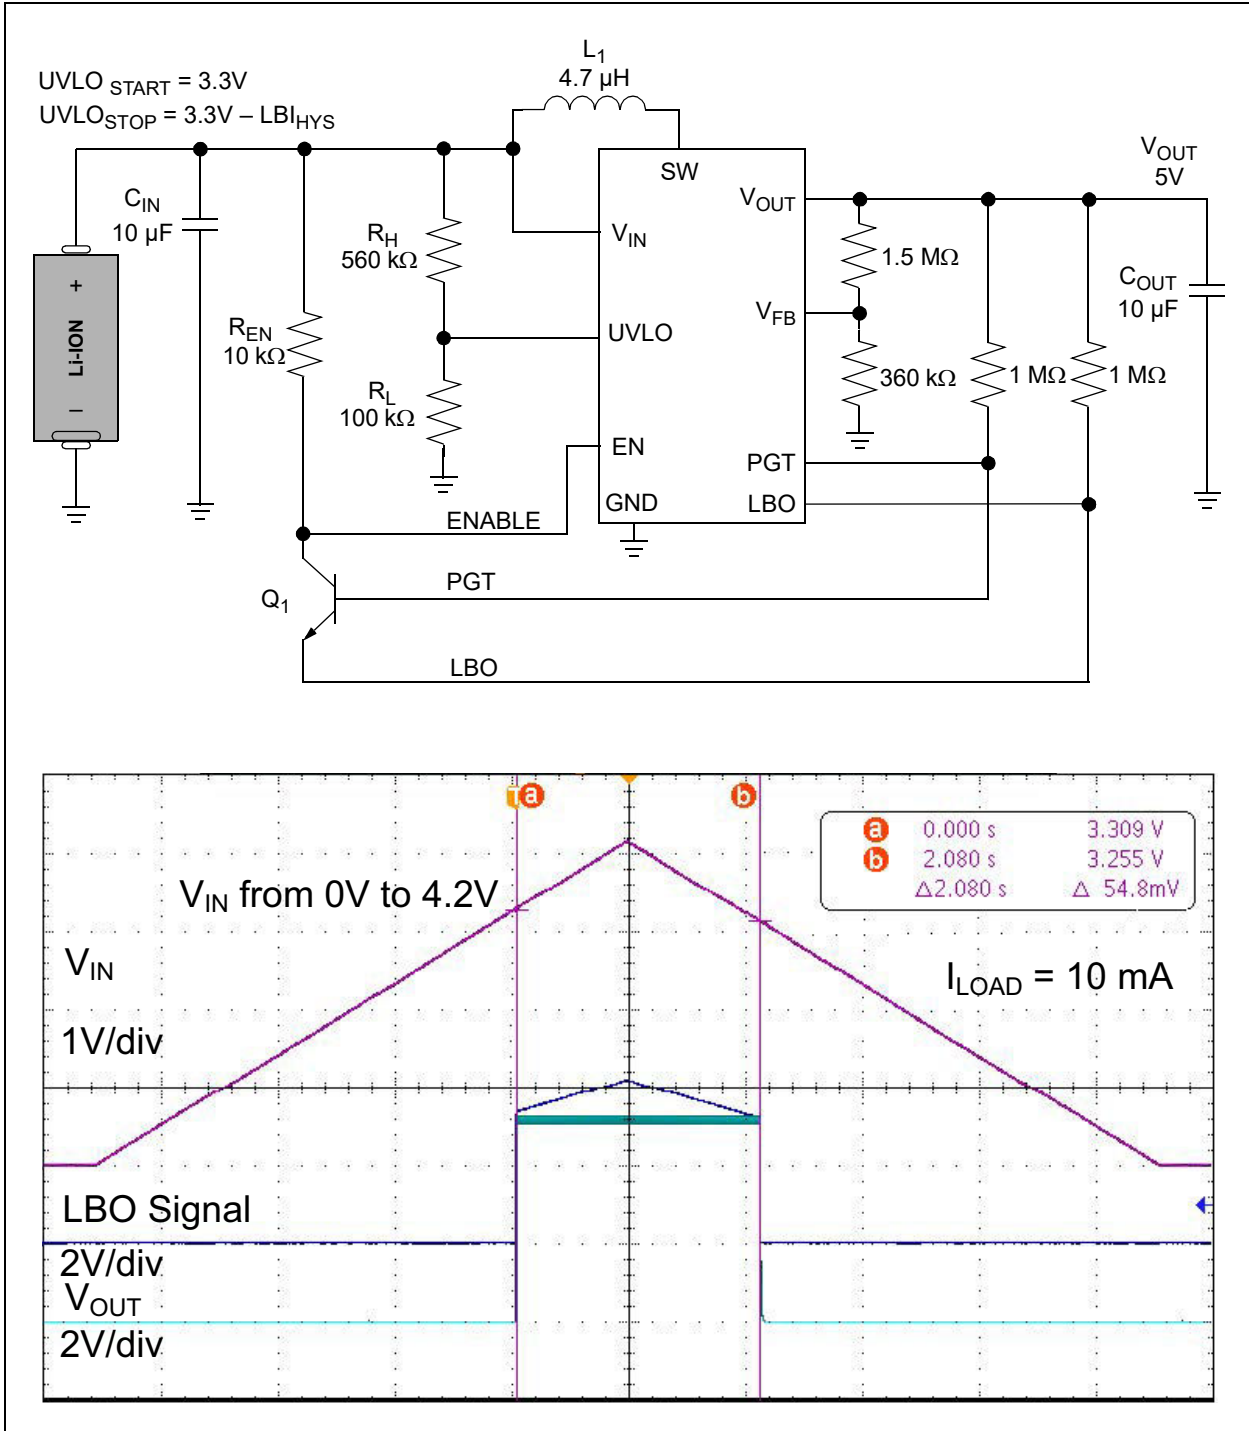 L1
4.7 µH
UVLO START = 3.3V
UVLOSTOP = 3.3V – LBIHYS
VOUT
5V
SW
VOUT
CIN
10 µF
RH
560 kΩ
VIN
1.5 MΩ
COUT
10 µF
VFB
REN
10 kΩ
UVLO
Li-ION
+
–
RL
100 kΩ
360 kΩ
1 MΩ
1 MΩ
EN
PGT
GND
LBO
ENABLE
Q1
PGT
LBO
T a b
a 0.000 s 3.309 V
b 2.080 s 3.255 V
Δ2.080 s Δ 54.8mV
VIN from 0V to 4.2V
VIN
ILOAD = 10 mA
1V/div
LBO Signal
2V/div
VOUT
2V/div